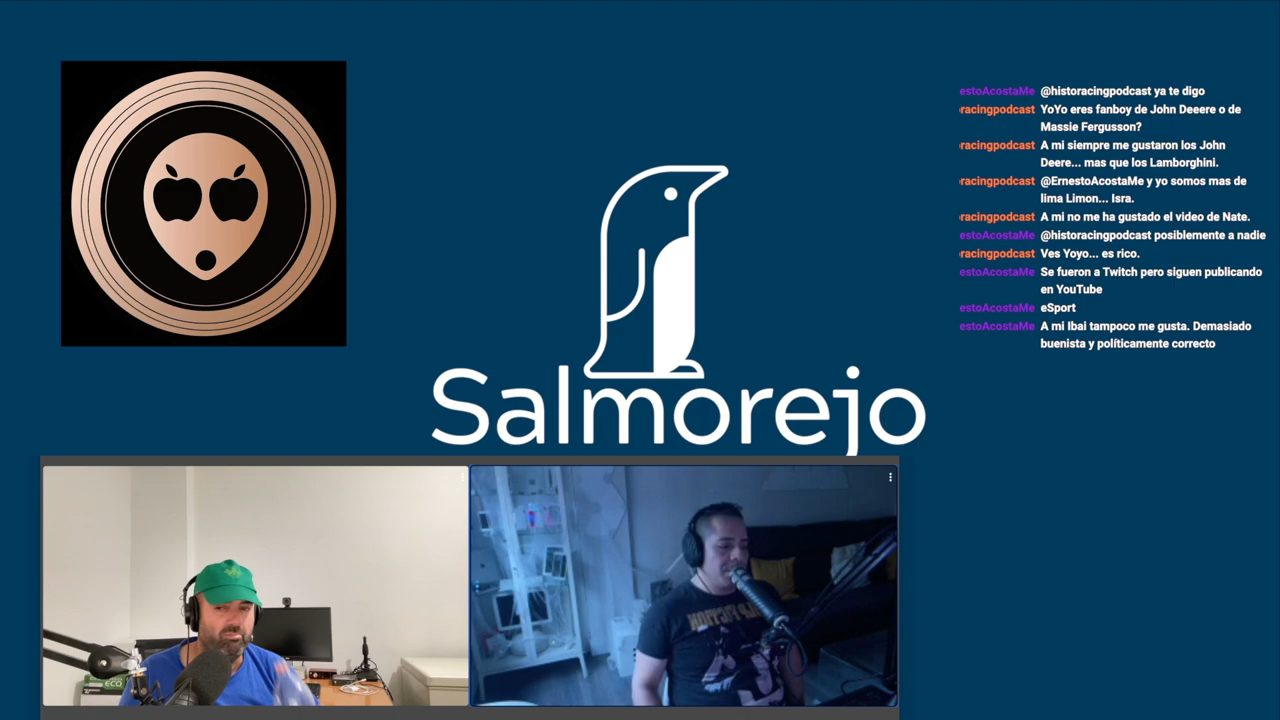 estoAcostaMe @historacingpodcast ya te digo
racingpodcast YoYo eres fanboy de John Deeere o de
Massie Fergusson?
racingpodcast A mi siempre me gustaron los John
Deere... mas que los Lamborghini.
racingpodcast @ErnestoAcostaMe y yo somos mas de
lima Limon... Isra.
racingpodcast A mi no me ha gustado el video de Nate.
estoAcostaMe @historacingpodcast posiblemente a nadie
racingpodcast Ves Yoyo... es rico.
estoAcostaMe Se fueron a Twitch pero siguen publicando
en YouTube
estoAcostaMe eSport
estoAcostaMe A mi Ibai tampoco me gusta. Demasiado
buenista y políticamente correcto
Salmorejo
ECO